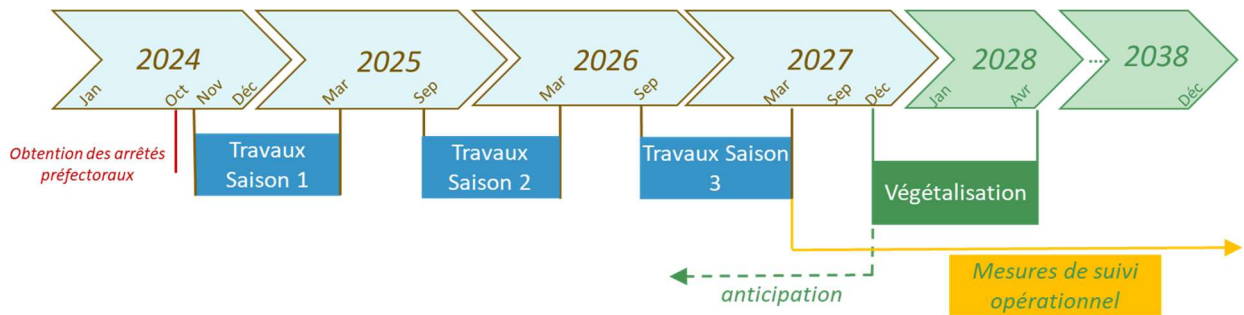 2024
2025
2026
2027
2028
2038
Jan
Oct
Nov
Déc
Mar
Sep
Mar
Sep
Mar
Sep
Déc
Jan
Avr
Déc
Obtention des arrêtés
préfectoraux
Travaux
Saison 1
Travaux
Saison 2
Travaux Saison
3
Végétalisation
anticipation
Mesures de suivi
opérationnel